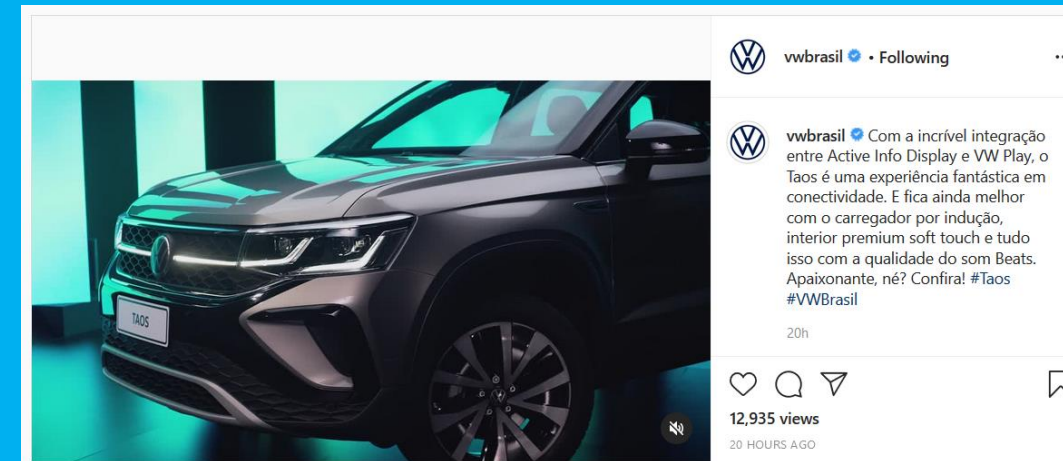 vwbrasil • Following
vwbrasil Com a incrível integração
entre Active Info Display e VW Play, o
Taos é uma experiência fantástica em
conectividade. E fica ainda melhor
com o carregador por indução,
interior premium soft touch e tudo
isso com a qualidade do som Beats.
Apaixonante, né? Confira! #Taos
#VWBrasil
20h
TAOS
12,935 views
20 HOURS AGO